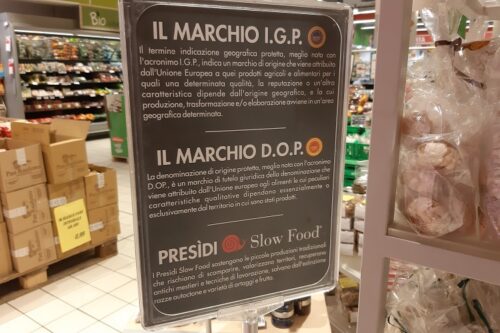 Bio
IL MARCHIO I.G.P.
Il termine indicazione geografica protetta, meglio nota con
l'acronimo I.G.P., indica un marchio di origine che viene attribuito
dall'Unione Europea a quei prodotti agricoli e alimentari per i
quali una determinata qualità, la reputazione o un'altra
caratteristica dipende dall'origine geografica, e la cui
produzione, trasformazione e/o elaborazione avviene in un'area
geografica determinata.
IL MARCHIO D.O.P.
La denominazione di origine protetta, meglio nota con l'acronimo
D.O.P., è un marchio di tutela giuridica della denominazione che
viene attribuito dall'Unione europea agli alimenti le cui peculiari
caratteristiche qualitative dipendono essenzialmente o
esclusivamente dal territorio in cui sono stati prodotti.
PRESÌDI Slow Food®
I Presìdi Slow Food sostengono le piccole produzioni tradizionali
che rischiano di scomparire, valorizzano territori, recuperano
antichi mestieri e tecniche di lavorazione, salvano dall'estinzione
razze autoctone e varietà di ortaggi e frutta.